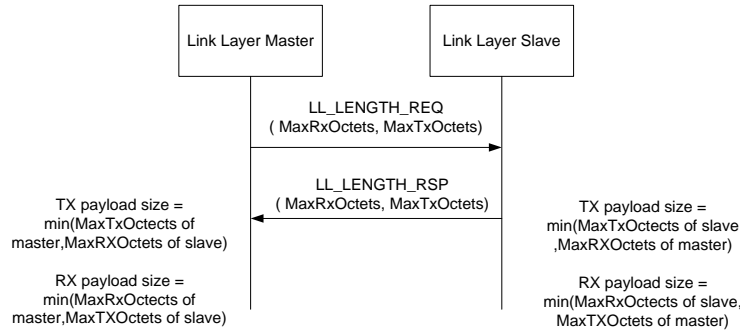 Link Layer Master
Link Layer Slave
LL_LENGTH_REQ
( MaxRxOctets, MaxTxOctets)
LL_LENGTH_RSP
( MaxRxOctets, MaxTxOctets)
TX payload size =
min(MaxTxOctects of
master,MaxRXOctets of slave)
TX payload size =
min(MaxTxOctects of slave
,MaxRXOctets of master)
RX payload size =
min(MaxRxOctects of
master,MaxTXOctets of slave)
RX payload size =
min(MaxRxOctects of slave,
MaxTXOctets of master)